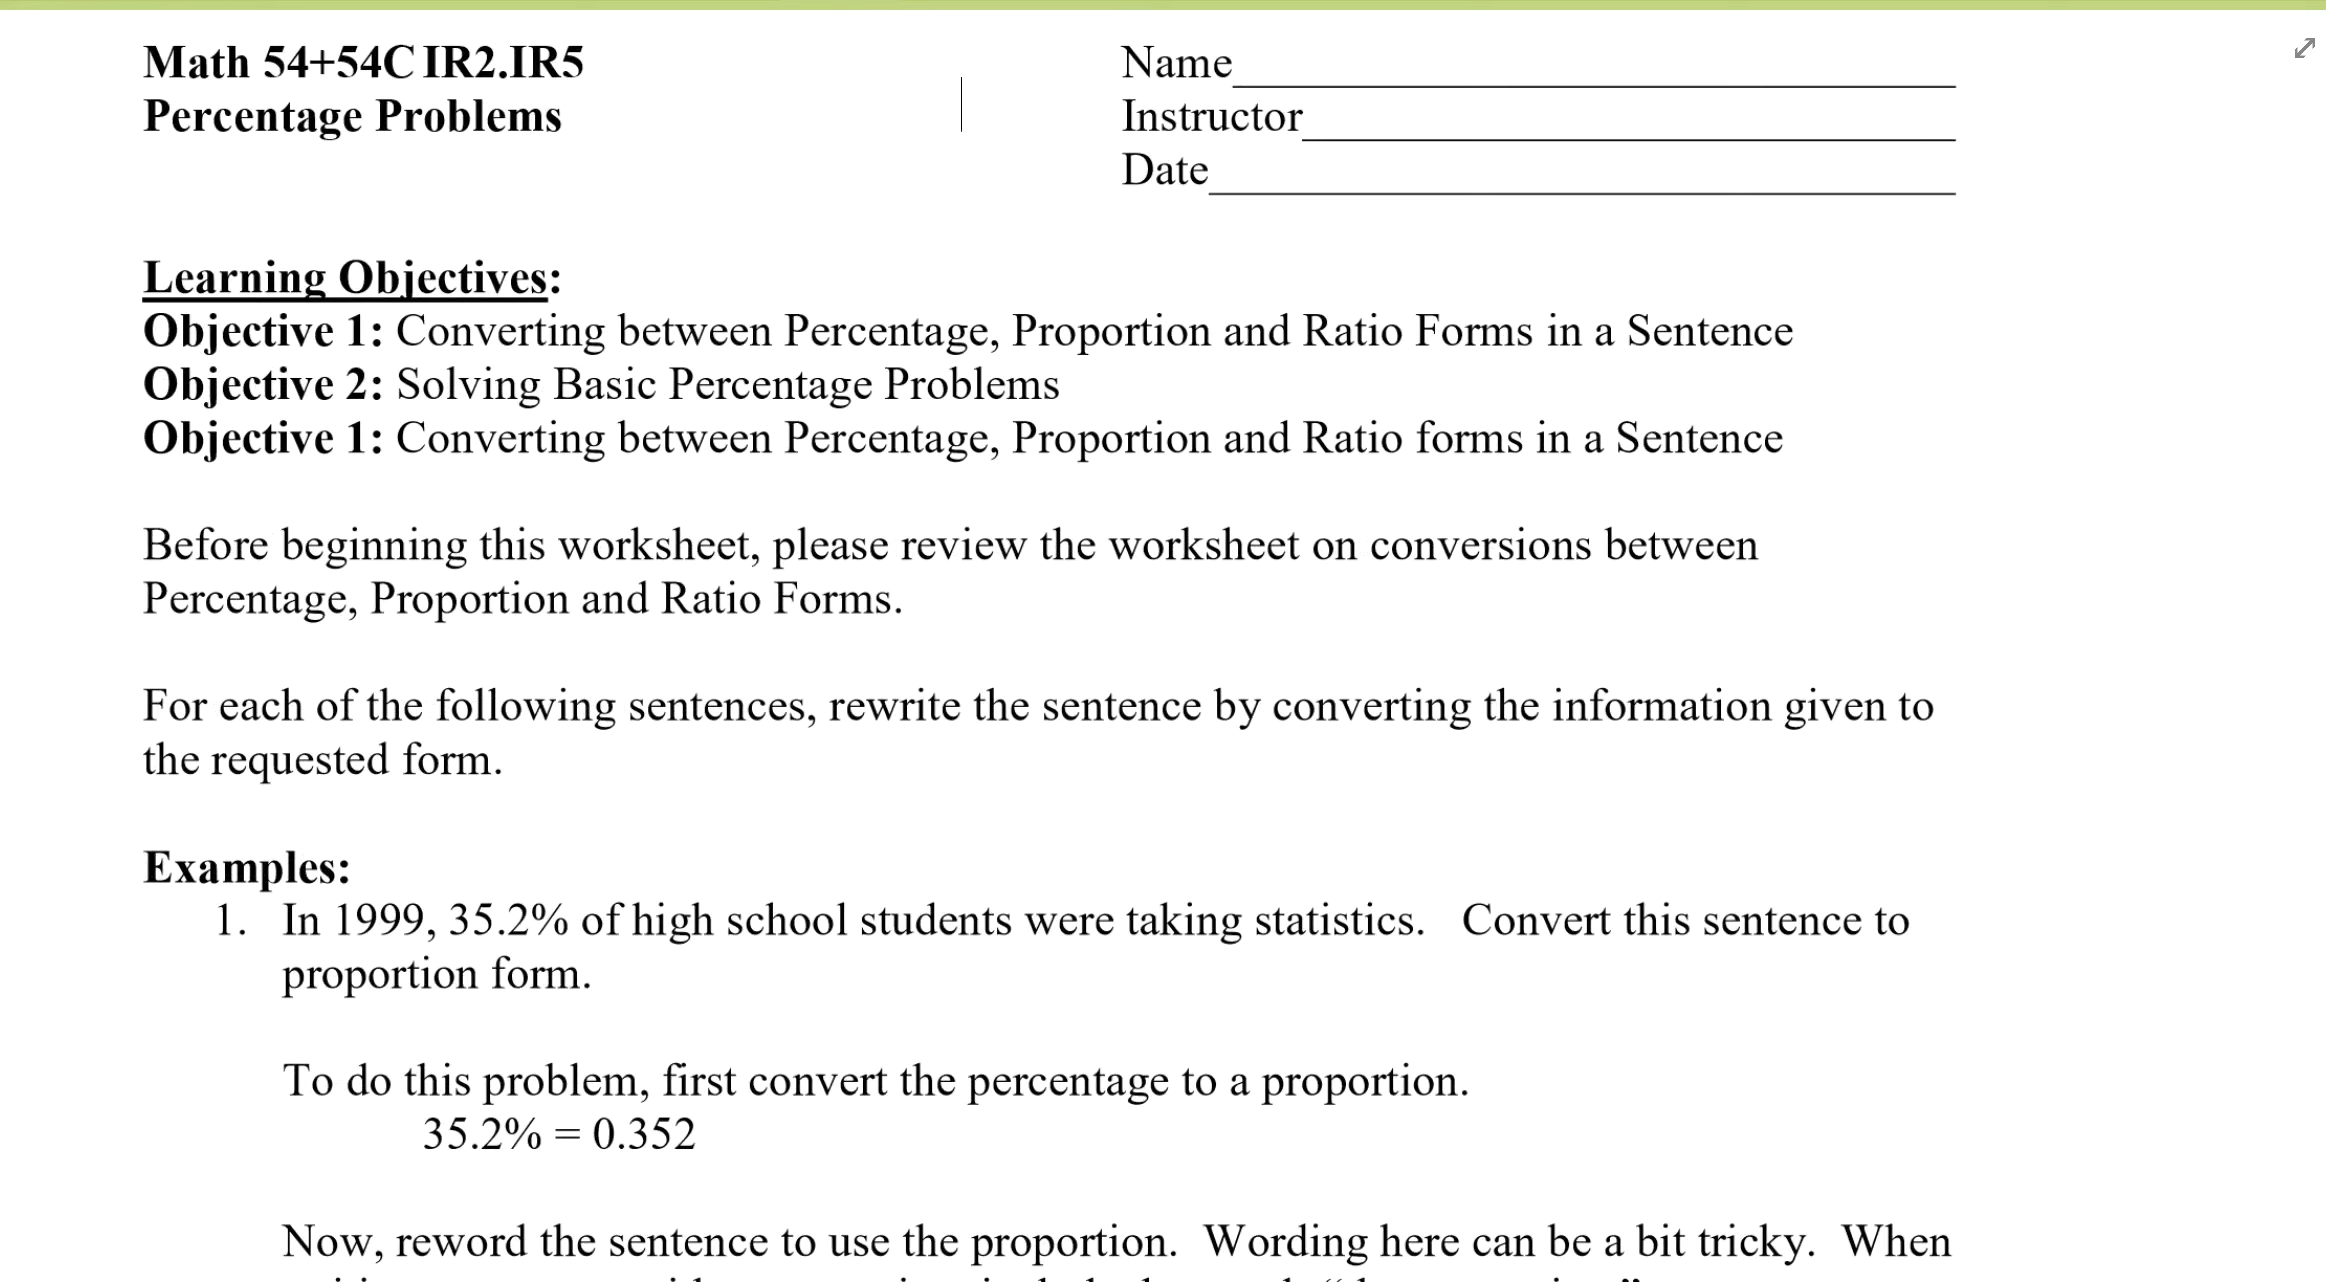 Math 54+54C IR2.IR5
Percentage Problems
Name
Instructor
Date
Learning Objectives:
Objective 1: Converting between Percentage, Proportion and Ratio Forms in a Sentence
Objective 2: Solving Basic Percentage Problems
Objective 1: Converting between Percentage, Proportion and Ratio forms in a Sentence
Before beginning this worksheet, please review the worksheet on conversions between
Percentage, Proportion and Ratio Forms.
For each of the following sentences, rewrite the sentence by converting the information given to
the requested form.
Examples:
1. In 1999, 35.2% of high school students were taking statistics. Convert this sentence to
proportion form.
To do this problem, first convert the percentage to a proportion.
35.2% = 0.352
Now, reword the sentence to use the proportion. Wording here can be a bit tricky. When